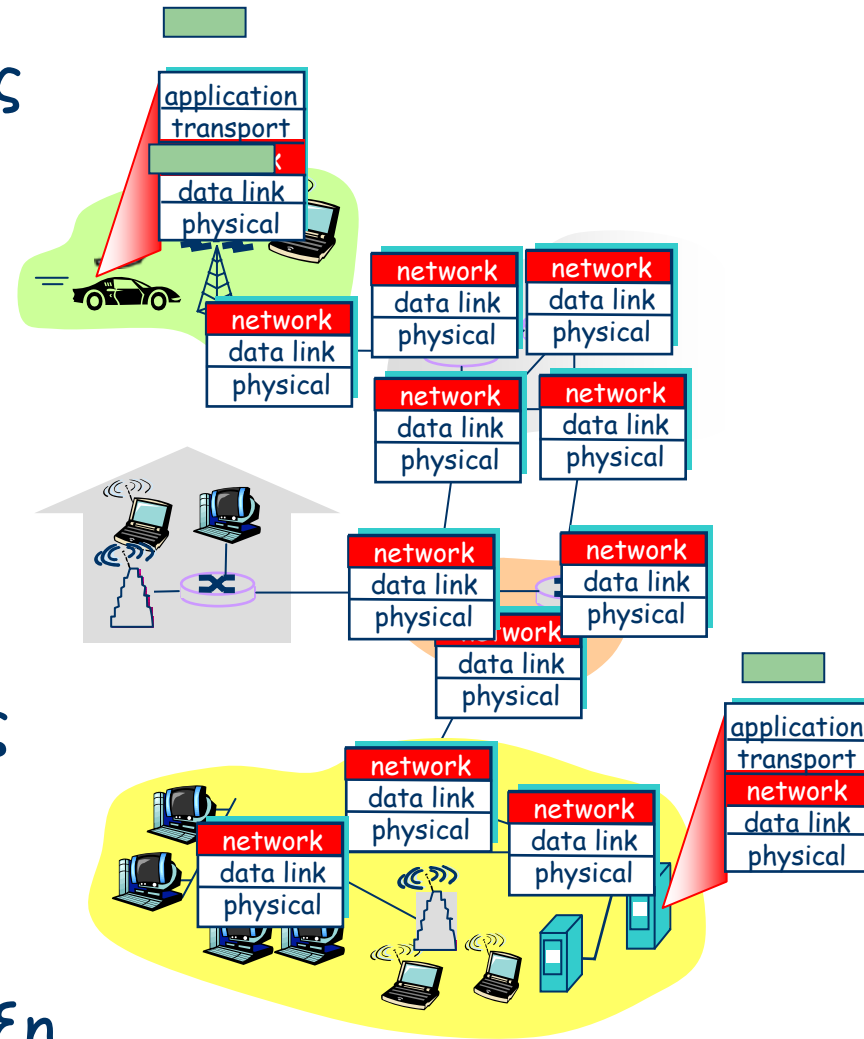 ς
application
transport
k
data link
physical
network
data link
physical
network
data link
physical
network
data link
physical
network
data link
physical
network
data link
physical
network
data link
physical
network
data link
physical
work
data link
physical
ς
application
transport
network
data link
physical
network
data link
physical
network
data link
physical
network
data link
physical
ξη